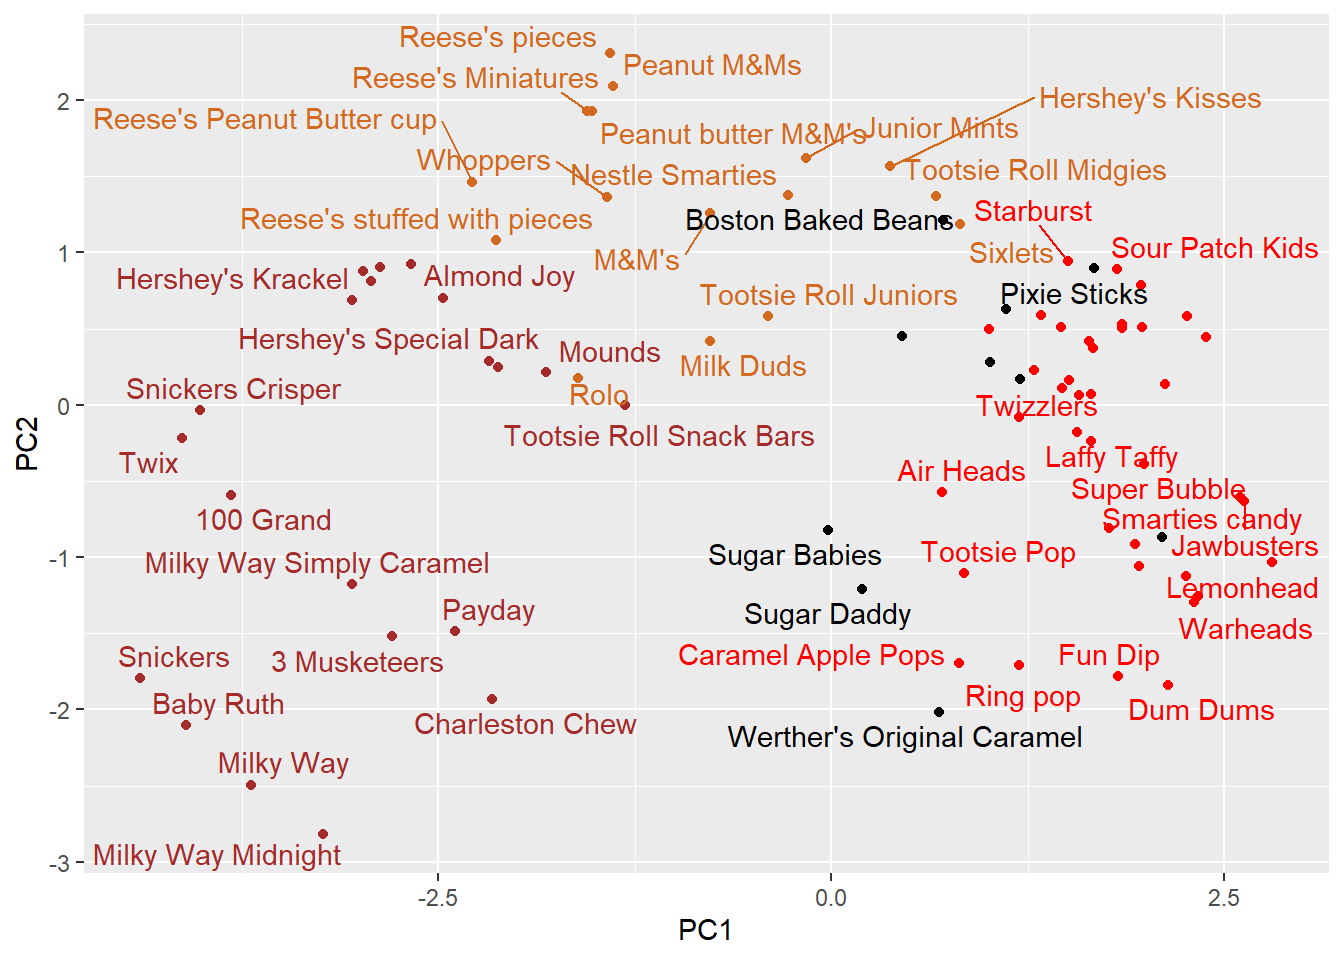 Reese's pieces
Peanut M&Ms
Reese's Miniatures
Hershey's Kisses
2
Reese's Peanut Butter cup
Peanut butter M&M's
Junior Mints
Whoppers
Nestle Smarties
Tootsie Roll Midgies
Reese's stuffed with pieces
Boston Baked Beans
Starburst
M&M's
Sixlets
Sour Patch Kids
1
Hershey's Krackel
Almond Joy
Tootsie Roll Juniors
Pixie Sticks
Hershey's Special Dark
Mounds
Milk Duds
Snickers Crisper
Rolo
0
Twizzlers
Twix
Tootsie Roll Snack Bars
Laffy Taffy
Air Heads
Super Bubble
100 Grand
Smarties candy
-1
Milky Way Simply Caramel
Sugar Babies
Tootsie Pop
Jawbusters
Lemonhead
Payday
Sugar Daddy
Warheads
Snickers
3 Musketeers
Caramel Apple Pops
Fun Dip
Baby Ruth
Ring pop
-2
Charleston Chew
Dum Dums
Werther's Original Caramel
Milky Way
Milky Way Midnight
-3
-2.5
0.0
2.5
PC1
PC2